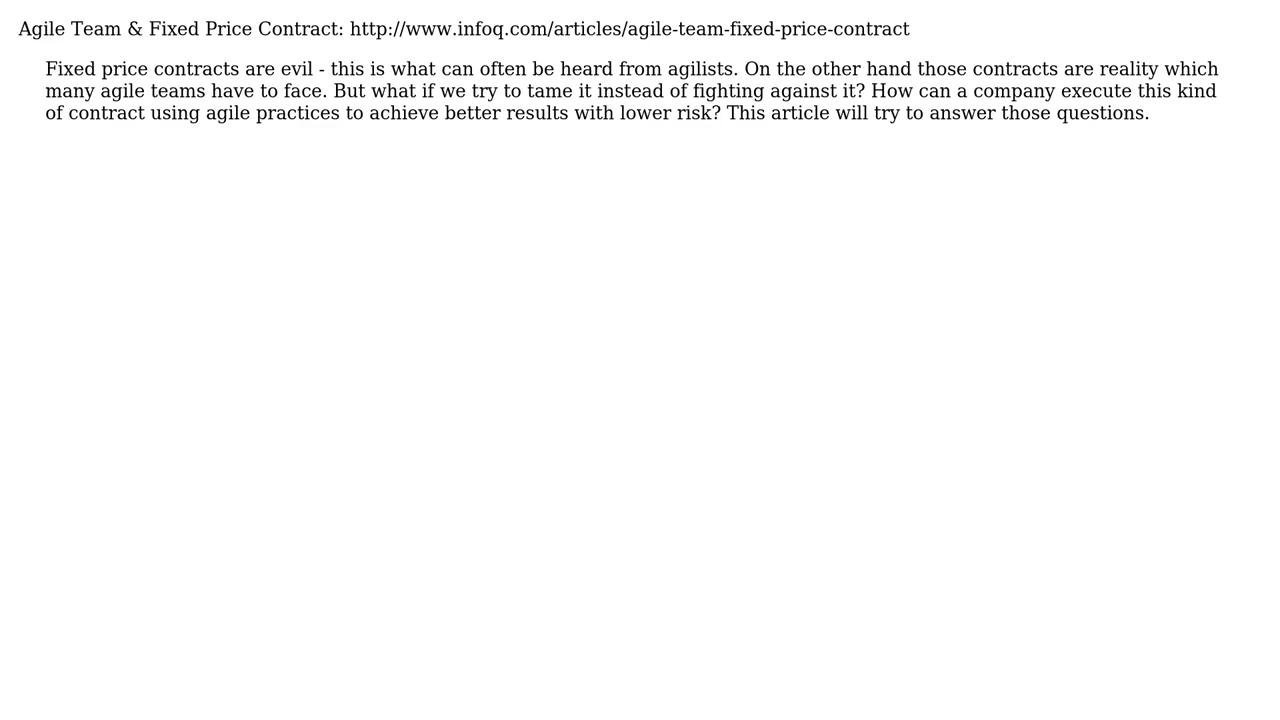 Agile Team & Fixed Price Contract: http://www.infoq.com/articles/agile-team-fixed-price-contract
Fixed price contracts are evil - this is what can often be heard from agilists. On the other hand those contracts are reality which
many agile teams have to face. But what if we try to tame it instead of fighting against it? How can a company execute this kind
of contract using agile practices to achieve better results with lower risk? This article will try to answer those questions.